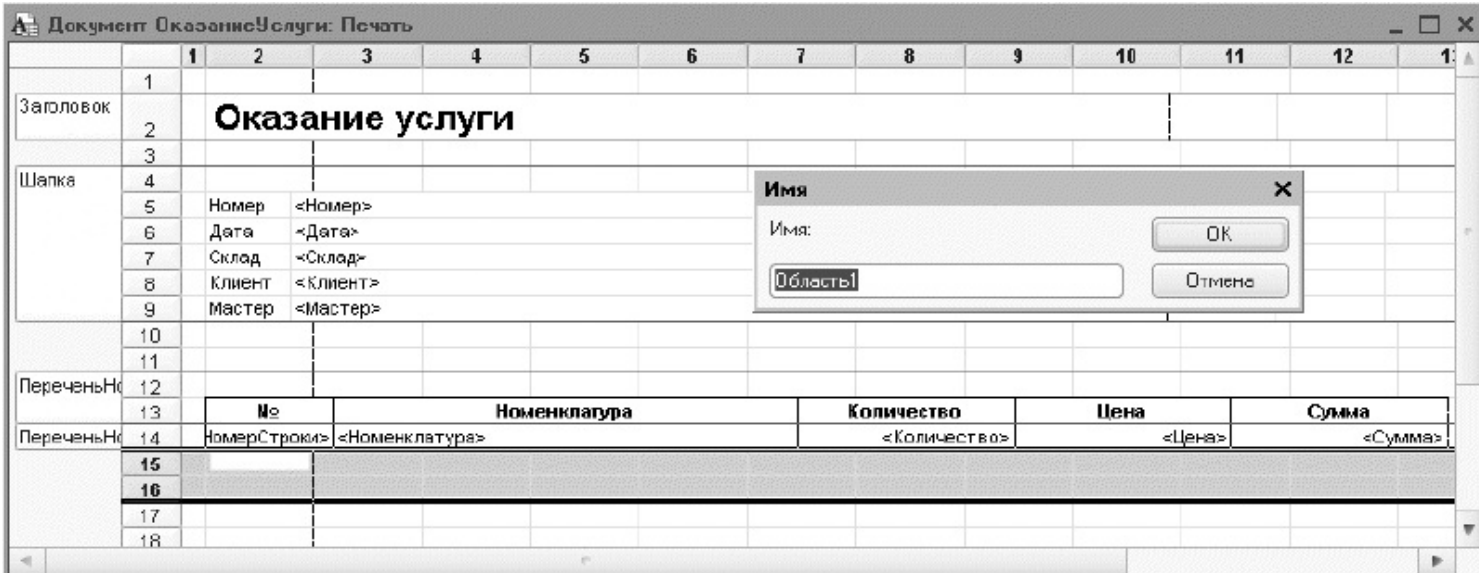 Документ ОказаниеУслуги: Печать
1 2 3 4 5 6 7 8 9 10 11 12
1
Заголовок
2 Оказание услуги
3
Шапка 4
Имя
5 Номер <Номер>
Имя:
ОК
6 Дата <Дата>
7 Склад <Склад>
Область1
Отмена
8 Клиент <Клиент>
9 Мастер <Мастер>
10
11
ПереченьНо 12
13 № Номенклатура Количество Цена Сумма
ПереченьНо 14 НомерСтроки> <Номенклатура> <Количество> <Цена> <Сумма>
15
16
17
18